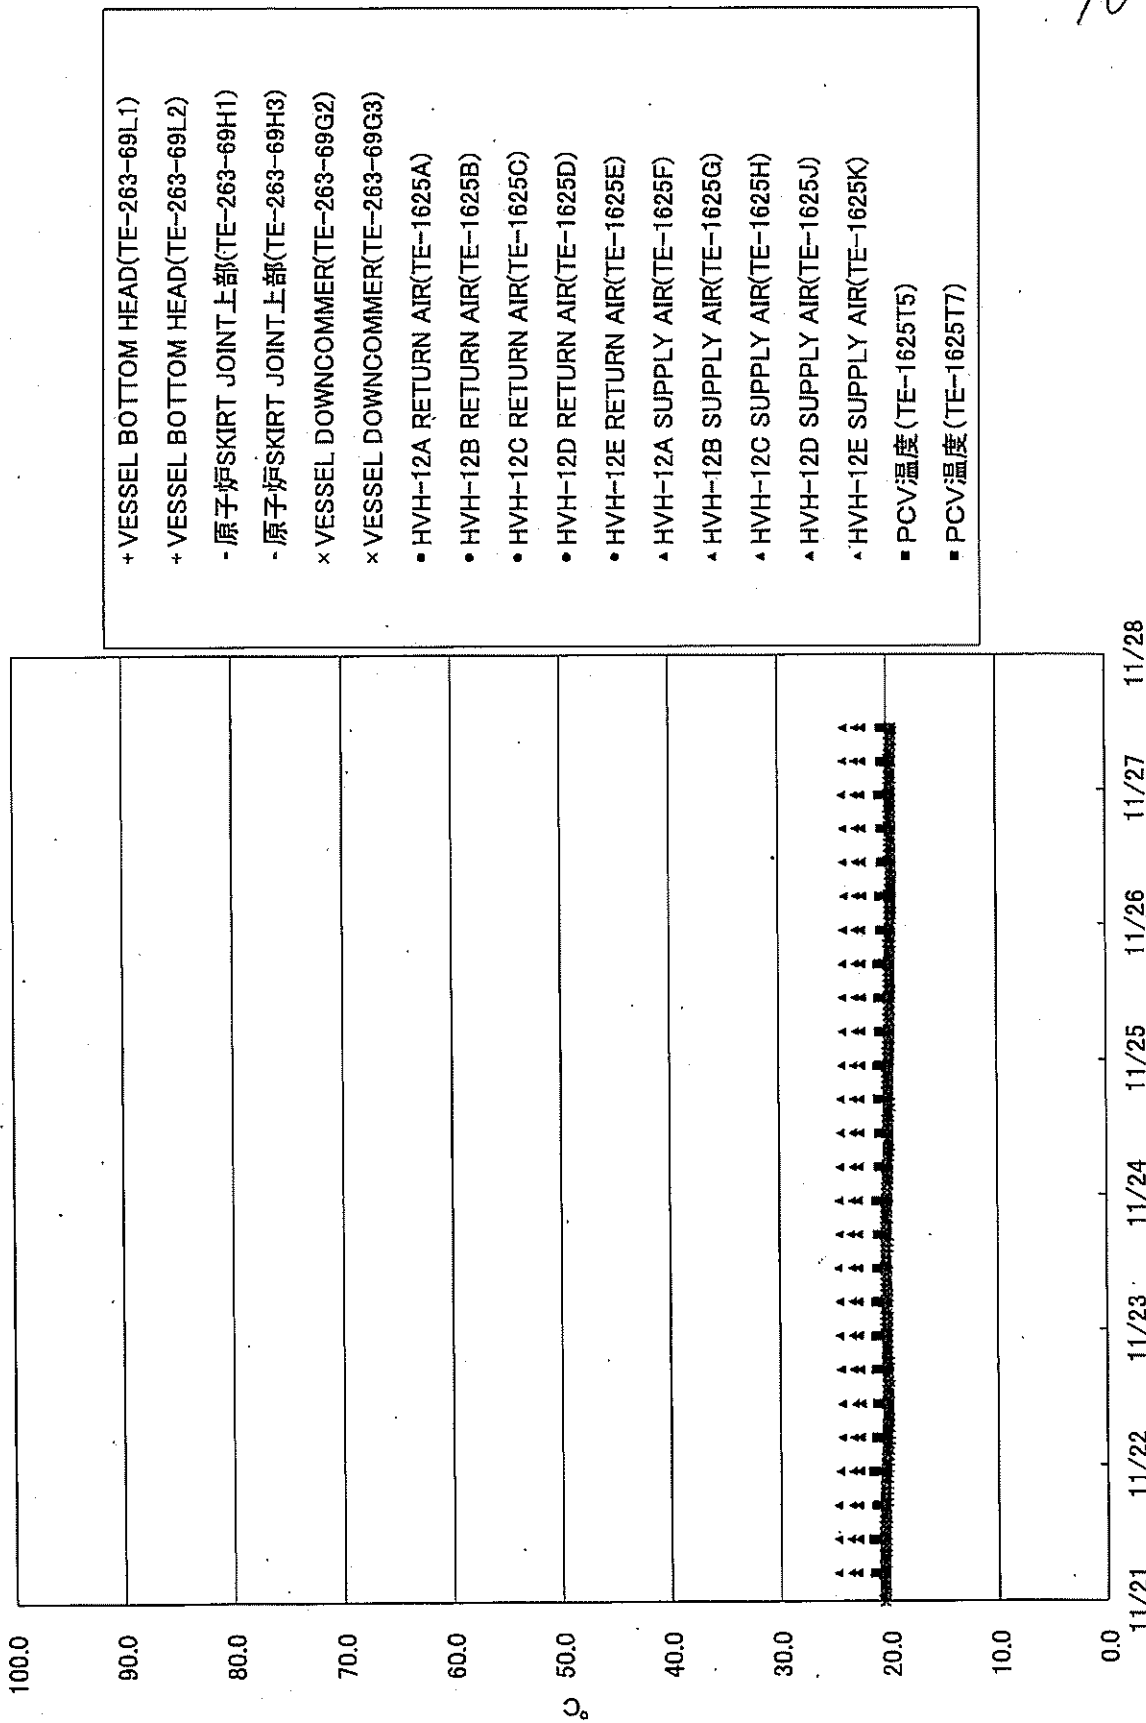 + VESSEL BOTTOM HEAD(TE-263-69L1)
+ VESSEL BOTTOM HEAD(TE-263-69L2)
- 原子炉SKIRT JOINT上部(TE-263-69H1)
- 原子炉SKIRT JOINT上部(TE-263-69H3)
× VESSEL DOWNCOMMER(TE-263-69G2)
× VESSEL DOWNCOMMER(TE-263-69G3)
● HVH-12A RETURN AIR(TE-1625A)
● HVH-12B RETURN AIR(TE-1625B)
● HVH-12C RETURN AIR(TE-1625C)
● HVH-12D RETURN AIR(TE-1625D)
● HVH-12E RETURN AIR(TE-1625E)
▲ HVH-12A SUPPLY AIR(TE-1625F)
▲ HVH-12B SUPPLY AIR(TE-1625G)
▲ HVH-12C SUPPLY AIR(TE-1625H)
▲ HVH-12D SUPPLY AIR(TE-1625J)
▲ HVH-12E SUPPLY AIR(TE-1625K)
■ PCV温度(TE-1625T5)
■ PCV温度(TE-1625T7)
℃
100.0
90.0
80.0
70.0
60.0
50.0
40.0
30.0
20.0
10.0
0.0
11/21
11/22
11/23
11/24
11/25
11/26
11/27
11/28